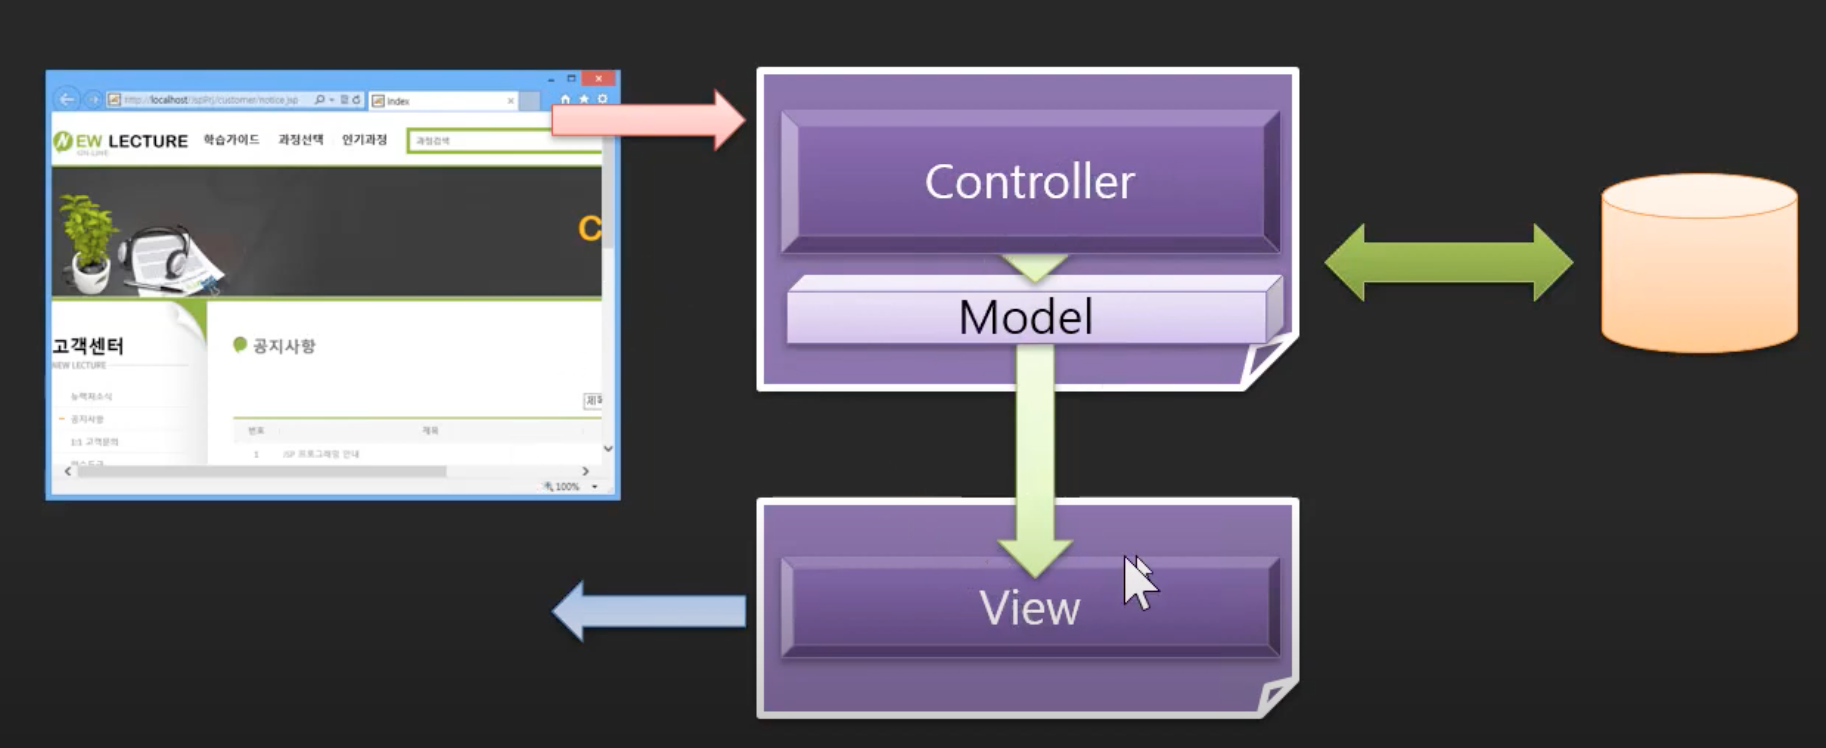 http://localhost/jspPrj/customer/notice.jsp
Index
NEW LECTURE 학습가이드 과정선택 인기과정 과정검색
ON-LINE
C
고객센터
NEW LECTURE
공지사항
뉴렉처소식
공지사항
1:1 고객문의
번호 제목
1 JSP 프로그래밍 안내
100%
Controller
Model
View